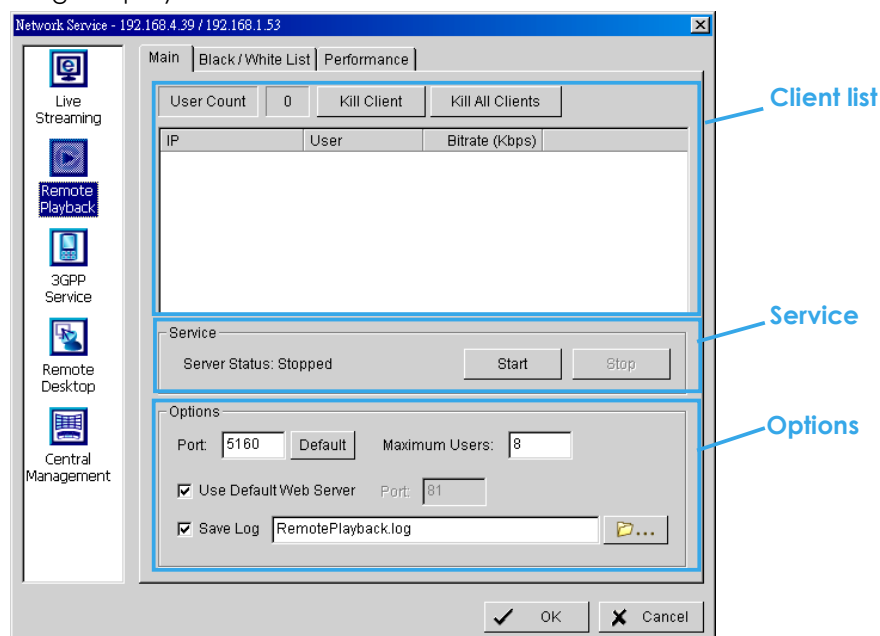 Network Service - 192.168.4.39 / 192.168.1.53
Live
Streaming
Remote
Playback
3GPP
Service
Remote
Desktop
Central
Management
Main Black / White List Performance
User Count 0 Kill Client Kill All Clients
IP User Bitrate (Kbps)
Client list
Service
Server Status: Stopped Start Stop
Service
Options
Port: 5160 Default Maximum Users: 8
Use Default Web Server Port: 81
Save Log RemotePlayback.log ...
Options
OK Cancel